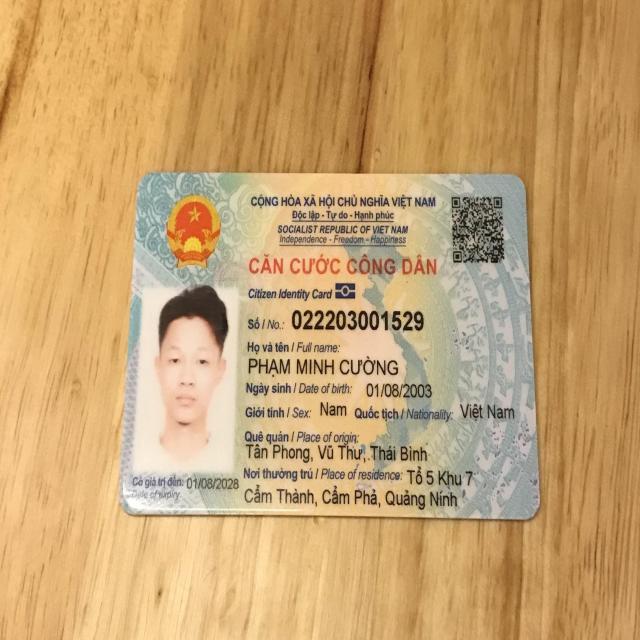 CỘNG HÒA XÃ HỘI CHỦ NGHĨA VIỆT NAM
Độc lập - Tự do - Hạnh phúc
SOCIALIST REPUBLIC OF VIET NAM
Independence - Freedom - Happiness
CĂN CƯỚC CÔNG DÂN
Citizen Identity Card
Số / No.: 022203001529
Họ và tên / Full name:
PHẠM MINH CƯỜNG
Ngày sinh / Date of birth: 01/08/2003
Giới tính / Sex: Nam Quốc tịch / Nationality: Việt Nam
Quê quán / Place of origin:
Tân Phong, Vũ Thư, Thái Bình
Nơi thường trú / Place of residence: Tổ 5 Khu 7
Cẩm Thành, Cẩm Phả, Quảng Ninh
Có giá trị đến: 01/08/2028
Date of expiry